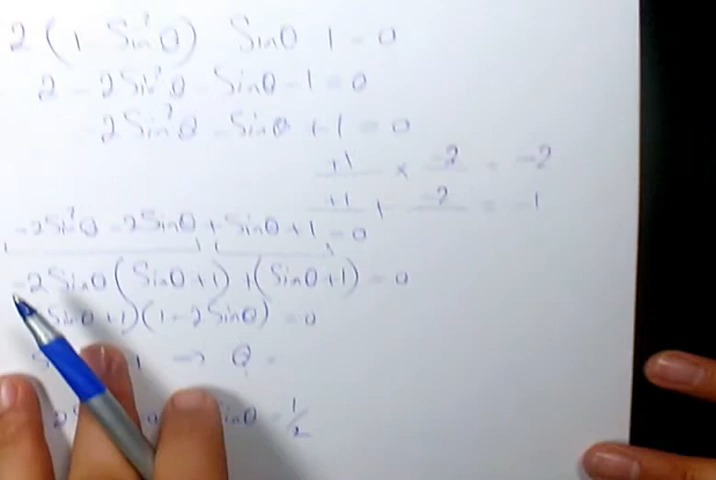 2 (1 Sin²θ) Sinθ 1 = 0
2 - 2Sin²θ - Sinθ - 1 = 0
2Sin²θ - Sinθ + 1 = 0
+1 × -2 = -2
+1 + -2 = -1
-2Sin²θ - 2Sinθ + Sinθ + 1 = 0
-2Sinθ (Sinθ + 1) + (Sinθ + 1) = 0
Sinθ + 1)(1 - 2Sinθ) = 0
1 → θ =
Sinθ = 1/2